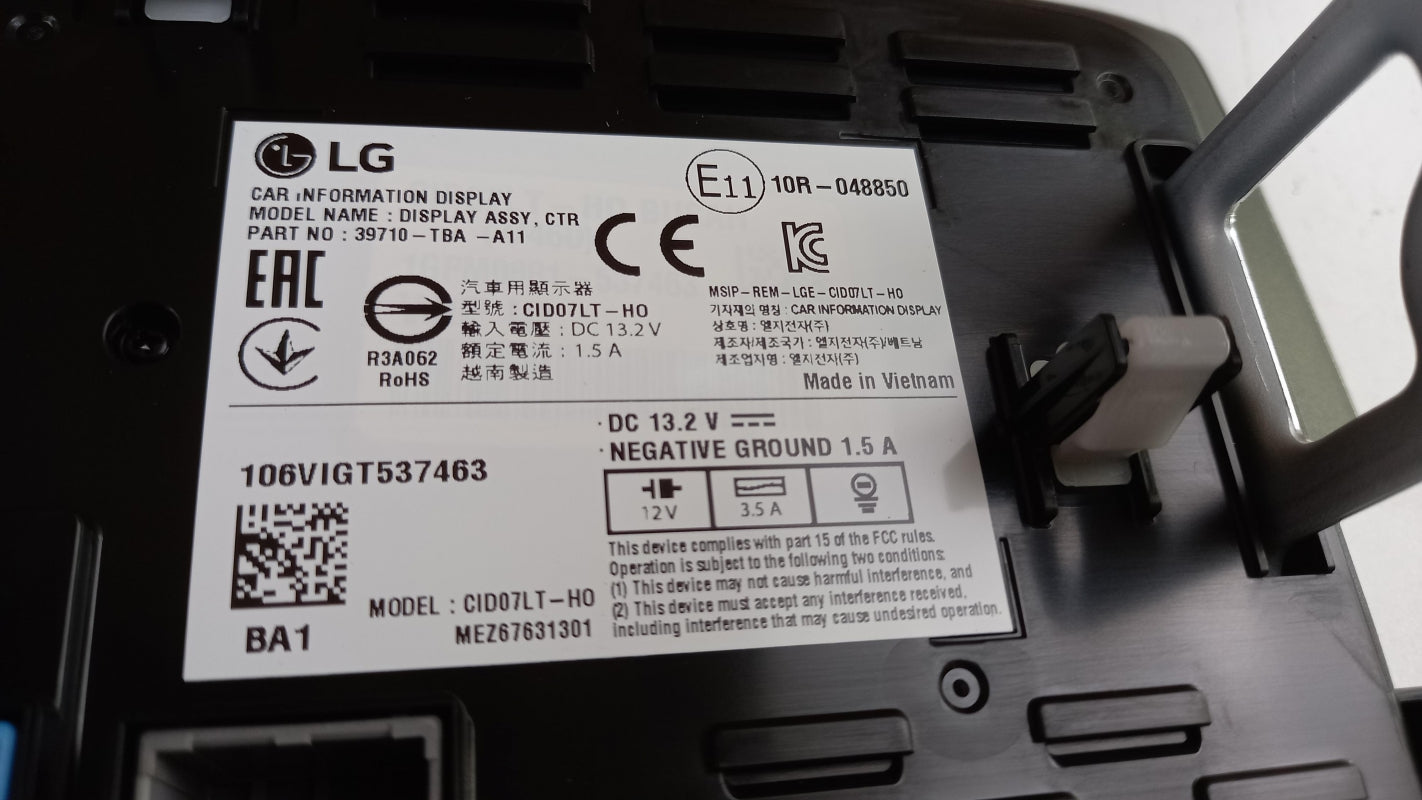 LG
E11 10R-048850
CAR INFORMATION DISPLAY
MODEL NAME : DISPLAY ASSY, CTR
PART NO : 39710-TBA -A11
CE
EAC
R3A062
RoHS
汽車用顯示器
型號 : CID07LT-HO
輸入電壓 : DC 13.2 V
額定電流 : 1.5 A
越南製造
MSIP-REM-LGE-CID07LT-HO
기자재의 명칭 : CAR INFORMATION DISPLAY
상호명 : 엘지전자(주)
제조자/제조국가 : 엘지전자(주)/베트남
제조업자명 : 엘지전자(주)
Made in Vietnam
106VIGT537463
BA1
MODEL : CID07LT-HO
MEZ67631301
·DC 13.2 V
·NEGATIVE GROUND 1.5 A
12V 3.5 A
This device complies with part 15 of the FCC rules.
Operation is subject to the following two conditions:
(1) This device may not cause harmful interference, and
(2) This device must accept any interference received,
including interference that may cause undesired operation.